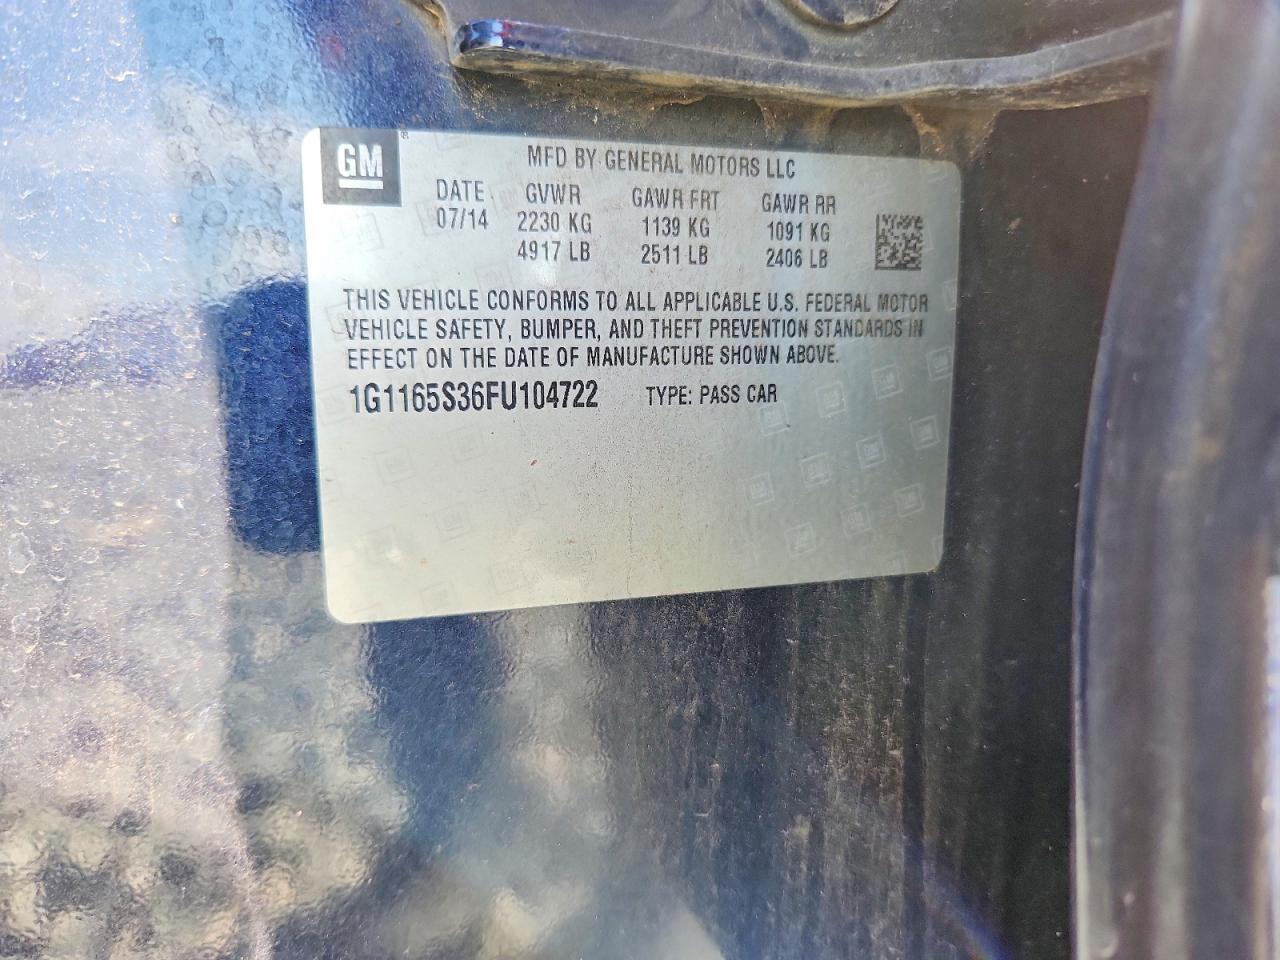 GM
MFD BY GENERAL MOTORS LLC
DATE GVWR GAWR FRT GAWR RR
07/14 2230 KG 1139 KG 1091 KG
4917 LB 2511 LB 2406 LB
THIS VEHICLE CONFORMS TO ALL APPLICABLE U.S. FEDERAL MOTOR
VEHICLE SAFETY, BUMPER, AND THEFT PREVENTION STANDARDS IN
EFFECT ON THE DATE OF MANUFACTURE SHOWN ABOVE.
1G1165S36FU104722 TYPE: PASS CAR